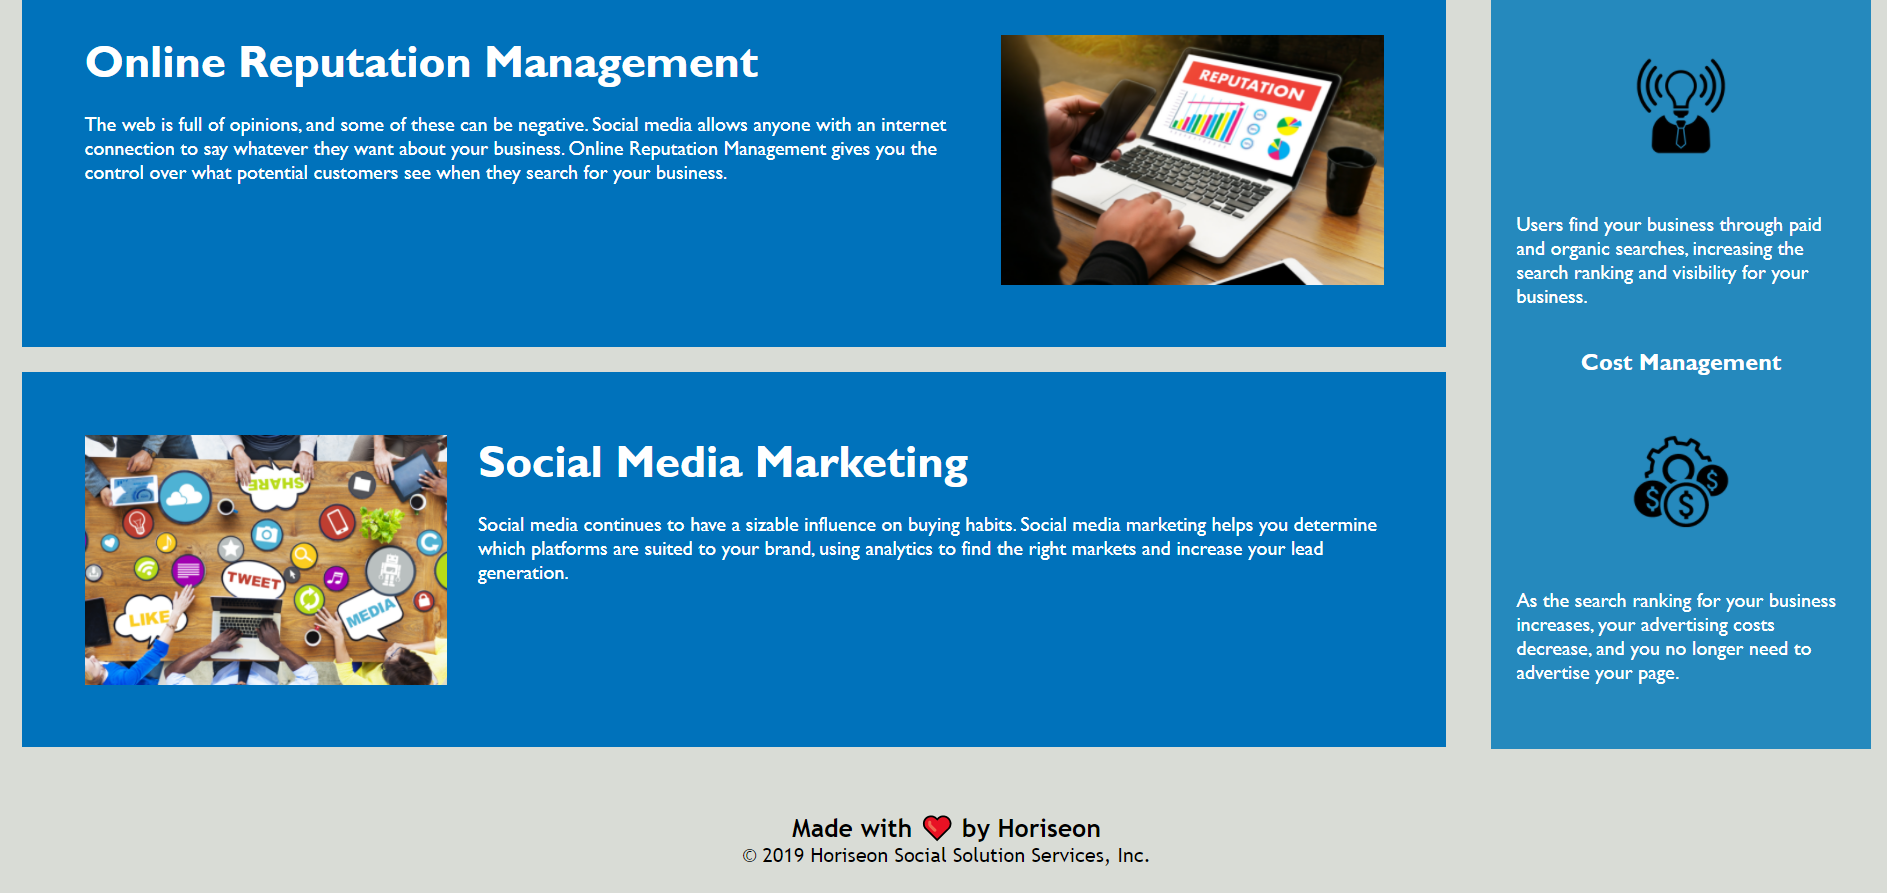 Online Reputation Management
The web is full of opinions, and some of these can be negative. Social media allows anyone with an internet
connection to say whatever they want about your business. Online Reputation Management gives you the
control over what potential customers see when they search for your business.
REPUTATION
SHARE
TWEET
LIKE
MEDIA
Social Media Marketing
Social media continues to have a sizable influence on buying habits. Social media marketing helps you determine
which platforms are suited to your brand, using analytics to find the right markets and increase your lead
generation.
Users find your business through paid
and organic searches, increasing the
search ranking and visibility for your
business.
Cost Management
$ $ $
As the search ranking for your business
increases, your advertising costs
decrease, and you no longer need to
advertise your page.
Made with ❤️ by Horiseon
© 2019 Horiseon Social Solution Services, Inc.